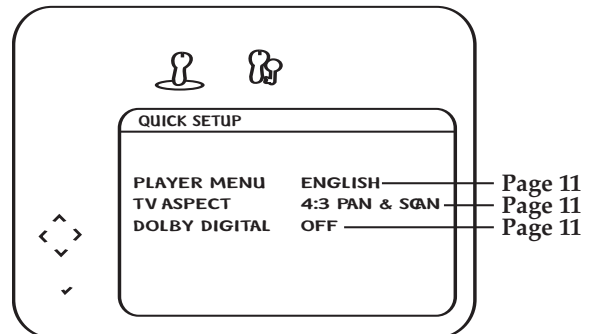 QUICK SETUP
PLAYER MENU ENGLISH Page 11
TV ASPECT 4:3 PAN & SCAN Page 11
DOLBY DIGITAL OFF Page 11